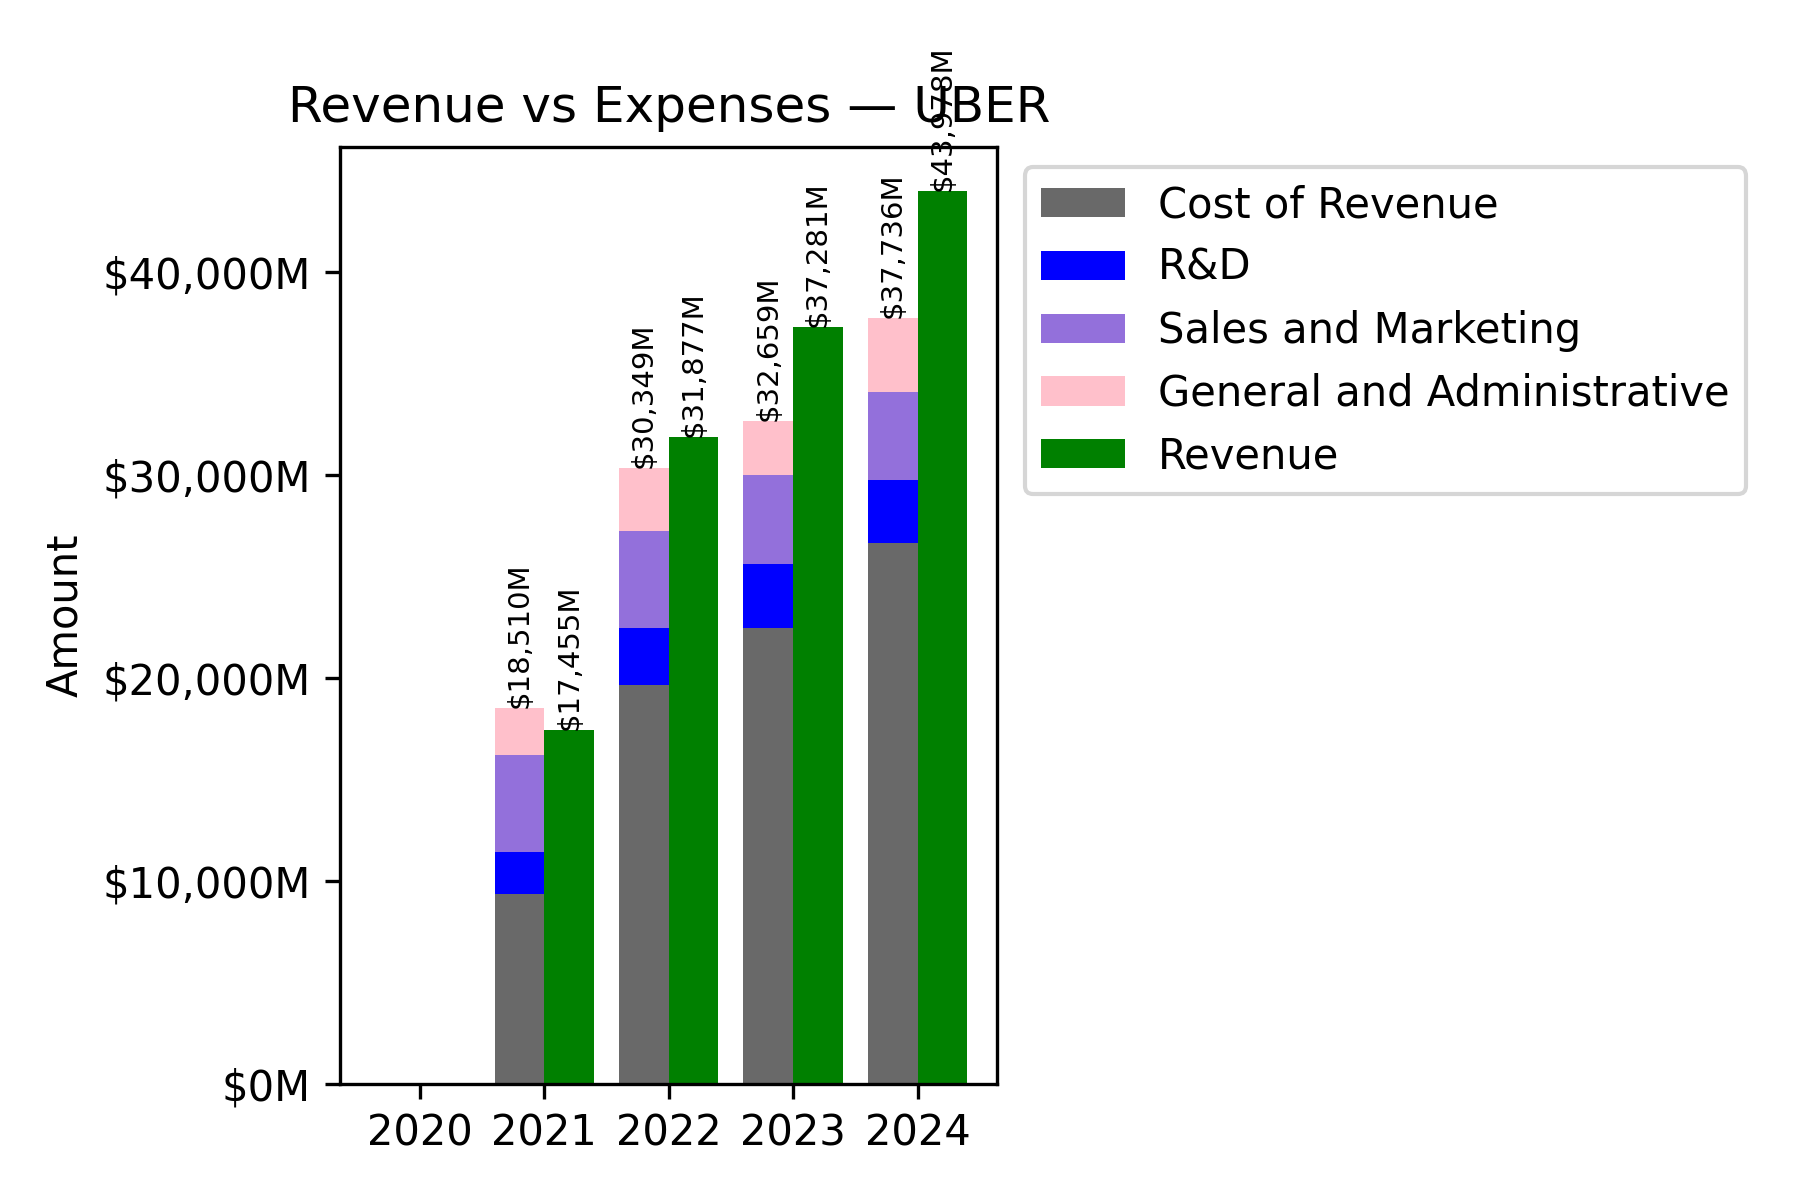 Revenue vs Expenses — UBER
Amount
$40,000M
$30,000M
$20,000M
$10,000M
$0M
$18,510M
$17,455M
$30,349M
$31,877M
$32,659M
$37,281M
$37,736M
$43,978M
2020 2021 2022 2023 2024
Cost of Revenue
R&D
Sales and Marketing
General and Administrative
Revenue